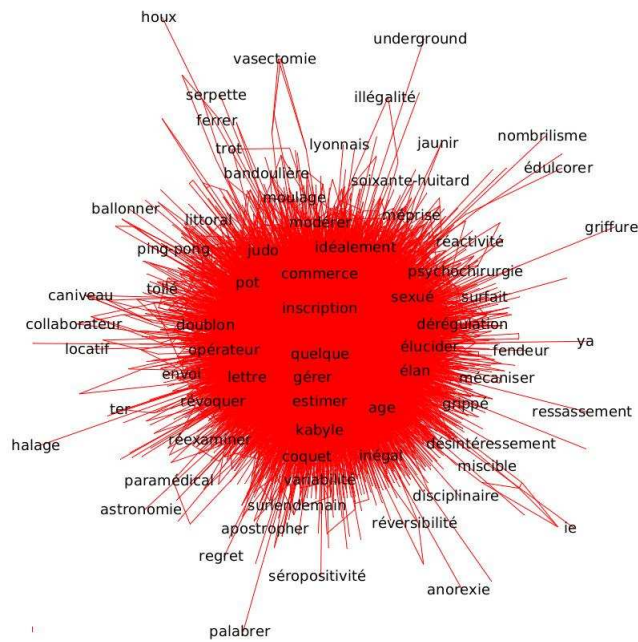 houx
underground
vasectomie
serpette
illégalité
ferrer
nombrilisme
trot
lyonnais
jaunir
édulcorer
bandoulière
soixante-huitard
moulage
ballonner
littoral
modérer
méprisé
griffure
ping-pong
judo
idéalement
réactivité
commerce
psychochirurgie
pot
toilé
caniveau
sexué
surfait
inscription
collaborateur
doublon
dérégulation
locatif
opérateur
quelque
élucider
fendeur
ya
envoi
lettre
gérer
élan
mécaniser
révoquer
estimer
age
grippé
ter
ressassement
halage
réexaminer
kabyle
désintéressement
coquet
inégal
miscible
paramédical
variabilité
astronomie
surlendemain
disciplinaire
apostropher
réversibilité
ie
regret
séropositivité
anorexie
palabrer